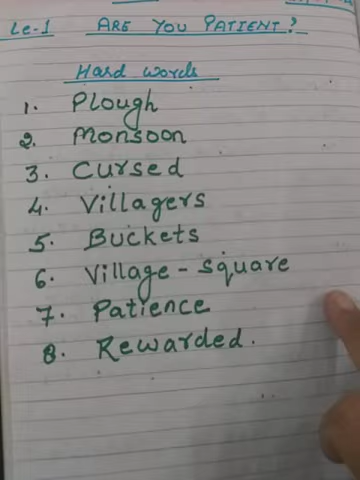 Le-1 ARE YOU PATIENT?
Hard words
1. Plough
2. Monsoon
3. Cursed
4. Villagers
5. Buckets
6. Village - square
7. Patience
8. Rewarded.